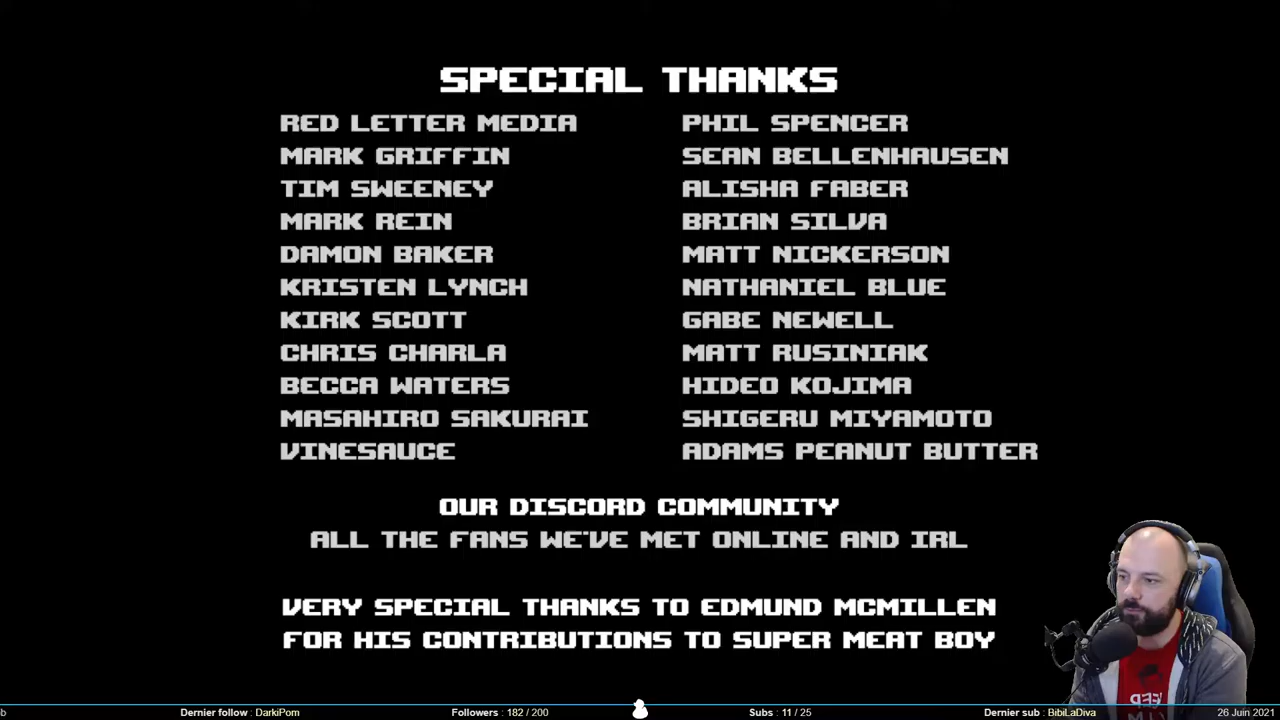 SPECIAL THANKS
RED LETTER MEDIA
MARK GRIFFIN
TIM SWEENEY
MARK REIN
DAMON BAKER
KRISTEN LYNCH
KIRK SCOTT
CHRIS CHARLA
BECCA WATERS
MASAHIRO SAKURAI
VINESAUCE
PHIL SPENCER
SEAN BELLENHAUSEN
ALISHA FABER
BRIAN SILVA
MATT NICKERSON
NATHANIEL BLUE
GABE NEWELL
MATT RUSINIAK
HIDEO KOJIMA
SHIGERU MIYAMOTO
ADAMS PEANUT BUTTER
OUR DISCORD COMMUNITY
ALL THE FANS WE'VE MET ONLINE AND IRL
VERY SPECIAL THANKS TO EDMUND MCMILLEN
FOR HIS CONTRIBUTIONS TO SUPER MEAT BOY
Dernier follow : DarkiPom
Followers : 182 / 200
Subs : 11 / 25
Dernier sub : BibiLaDiva
26 Juin 2021